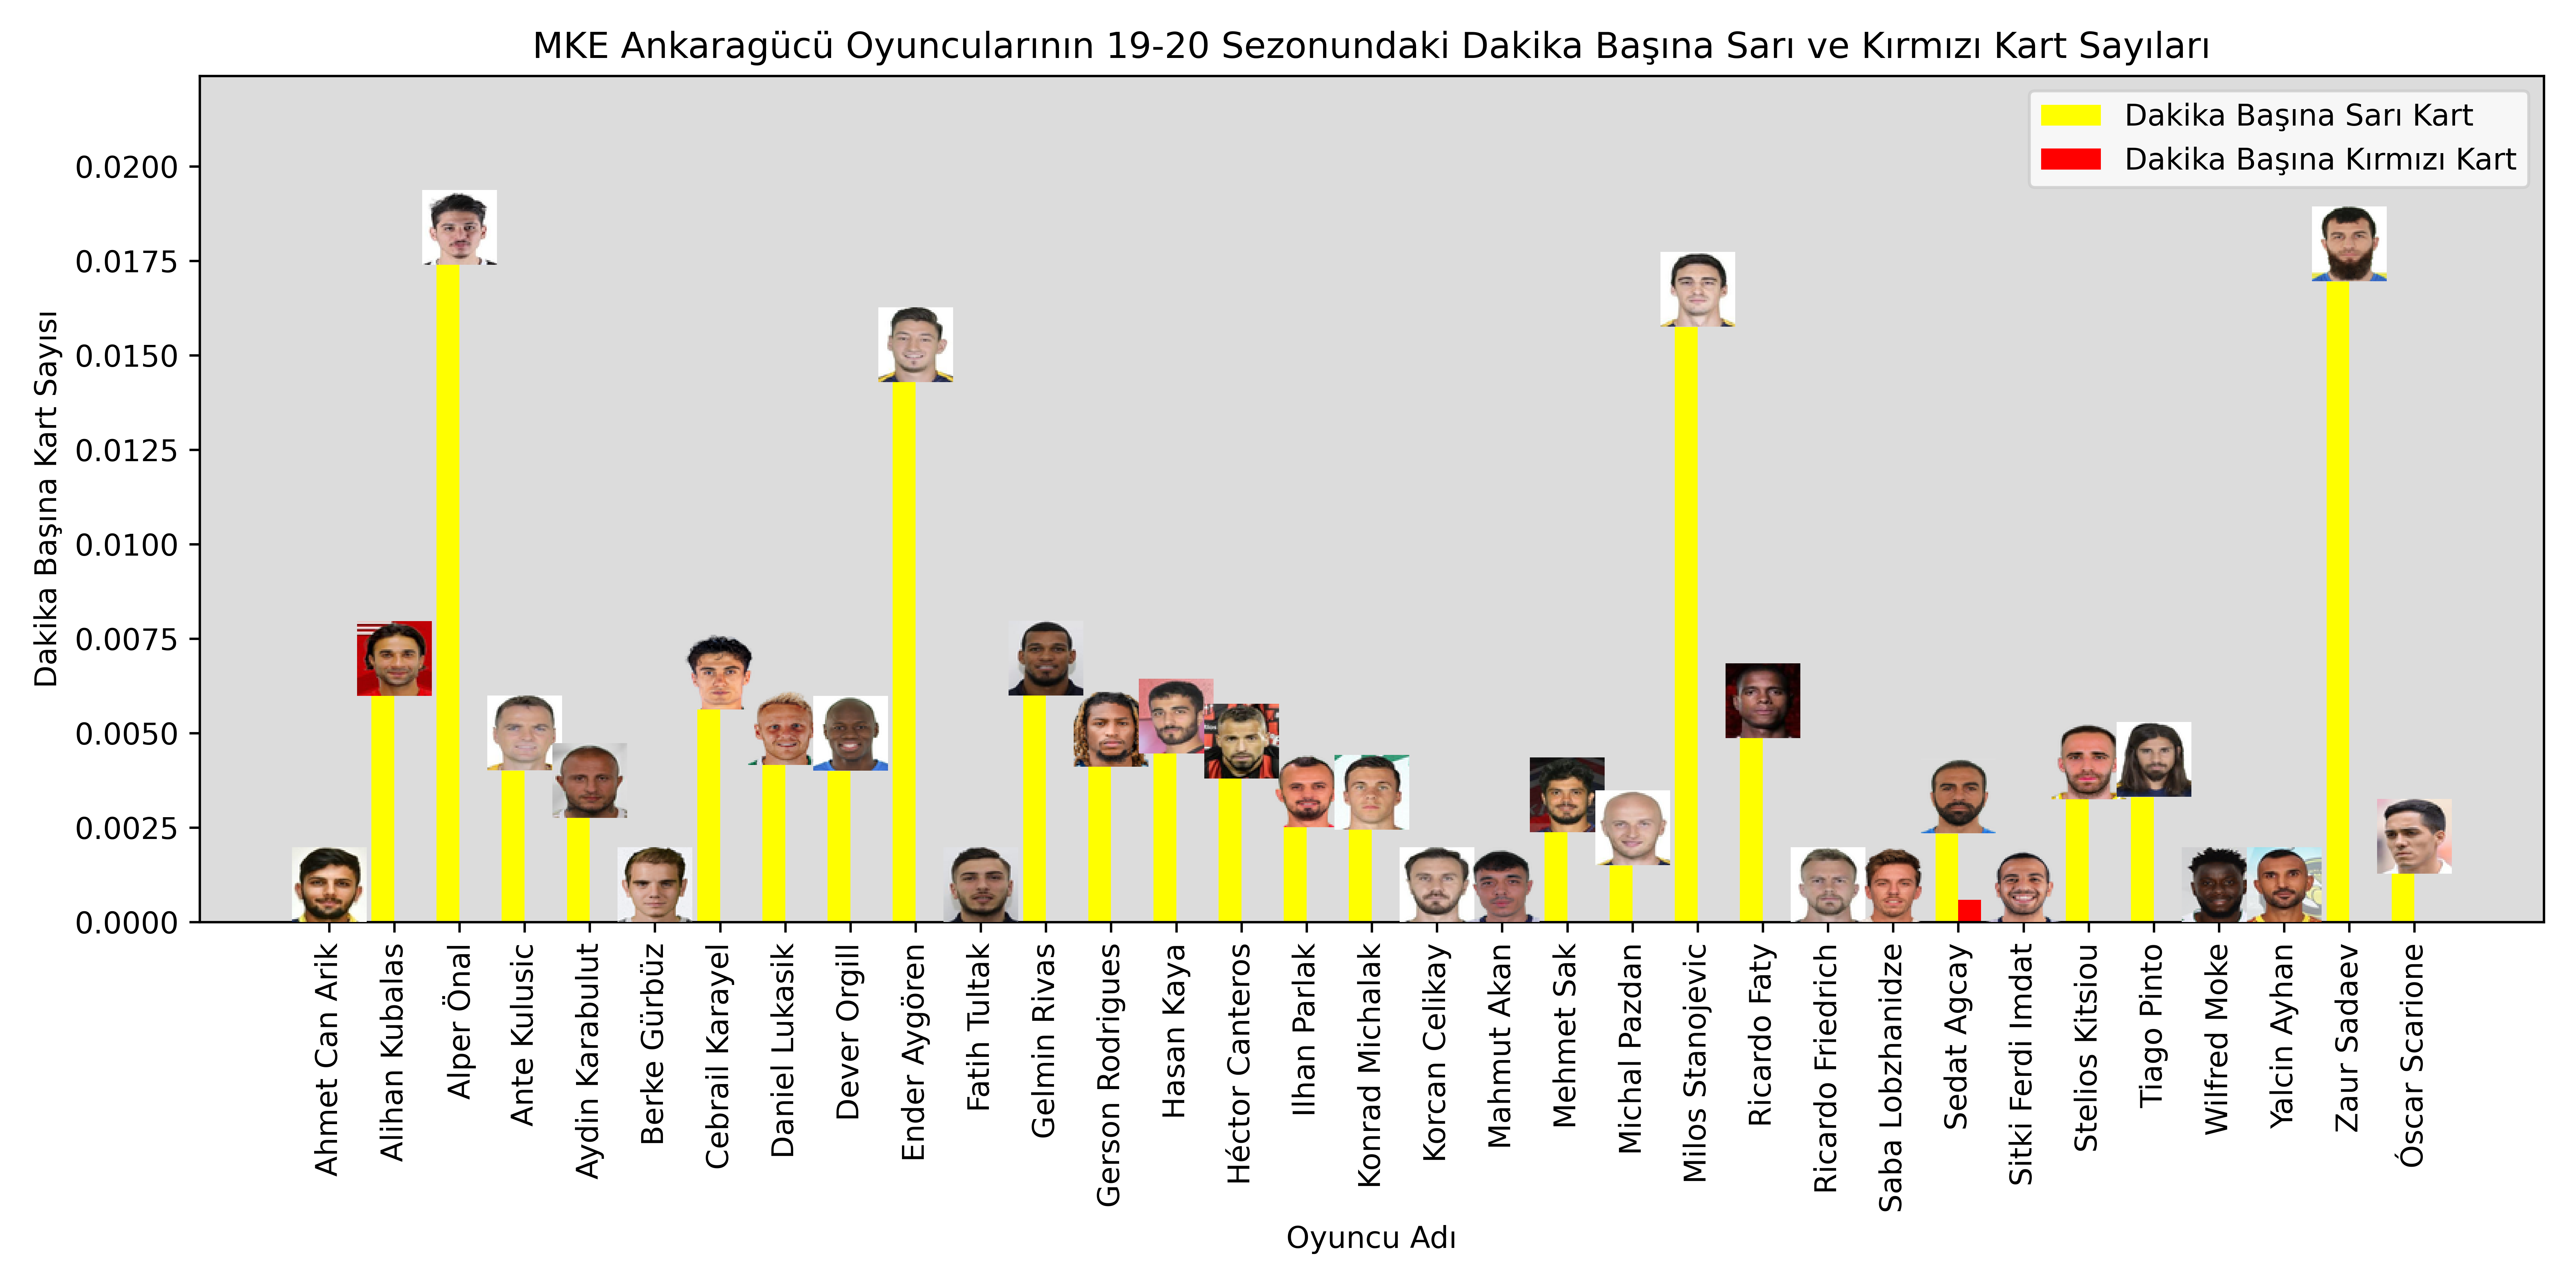 MKE Ankaragücü Oyuncularının 19-20 Sezonundaki Dakika Başına Sarı ve Kırmızı Kart Sayıları
Dakika Başına Sarı Kart
Dakika Başına Kırmızı Kart
Dakika Başına Kart Sayısı
0.0200
0.0175
0.0150
0.0125
0.0100
0.0075
0.0050
0.0025
0.0000
Ahmet Can Arik
Alihan Kubalas
Alper Önal
Ante Kulusic
Aydin Karabulut
Berke Gürbüz
Cebrail Karayel
Daniel Lukasik
Dever Orgill
Ender Aygören
Fatih Tultak
Gelmin Rivas
Gerson Rodrigues
Hasan Kaya
Héctor Canteros
Ilhan Parlak
Konrad Michalak
Korcan Celikay
Mahmut Akan
Mehmet Sak
Michal Pazdan
Milos Stanojevic
Ricardo Faty
Ricardo Friedrich
Saba Lobzhanidze
Sedat Agcay
Sitki Ferdi Imdat
Stelios Kitsiou
Tiago Pinto
Wilfred Moke
Yalcin Ayhan
Zaur Sadaev
Óscar Scarione
Oyuncu Adı